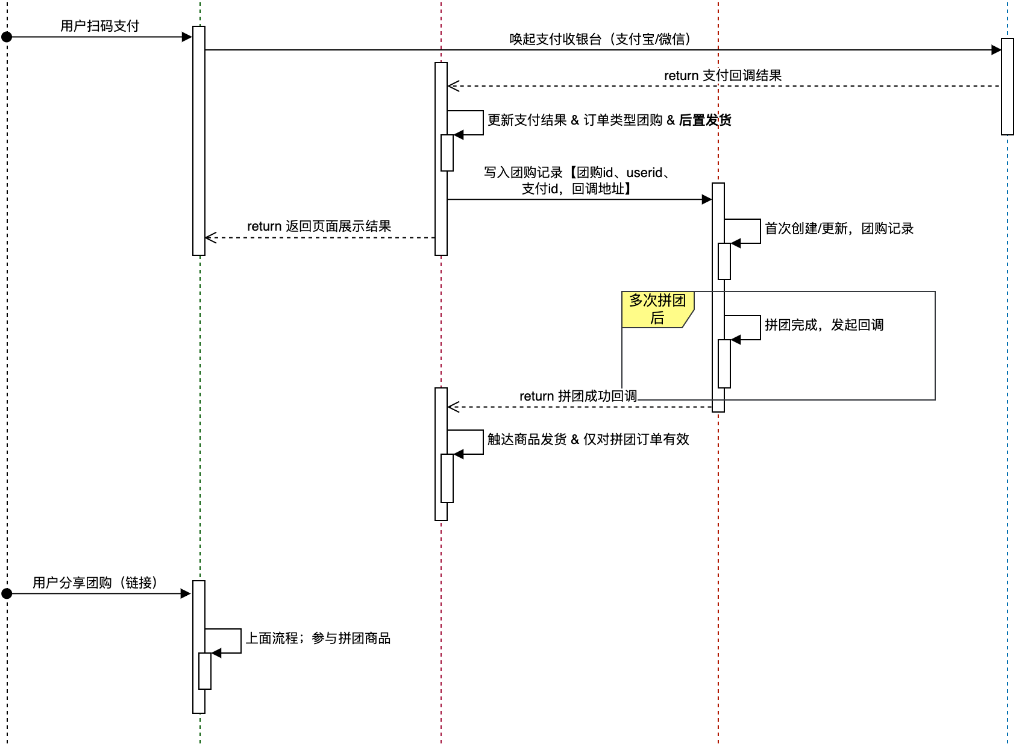 用户扫码支付
唤起支付收银台（支付宝/微信）
return 支付回调结果
更新支付结果 & 订单类型团购 & 后置发货
写入团购记录【团购id、userid、
支付id，回调地址】
return 返回页面展示结果
首次创建/更新，团购记录
多次拼团
后
拼团完成，发起回调
return 拼团成功回调
触达商品发货 & 仅对拼团订单有效
用户分享团购（链接）
上面流程；参与拼团商品